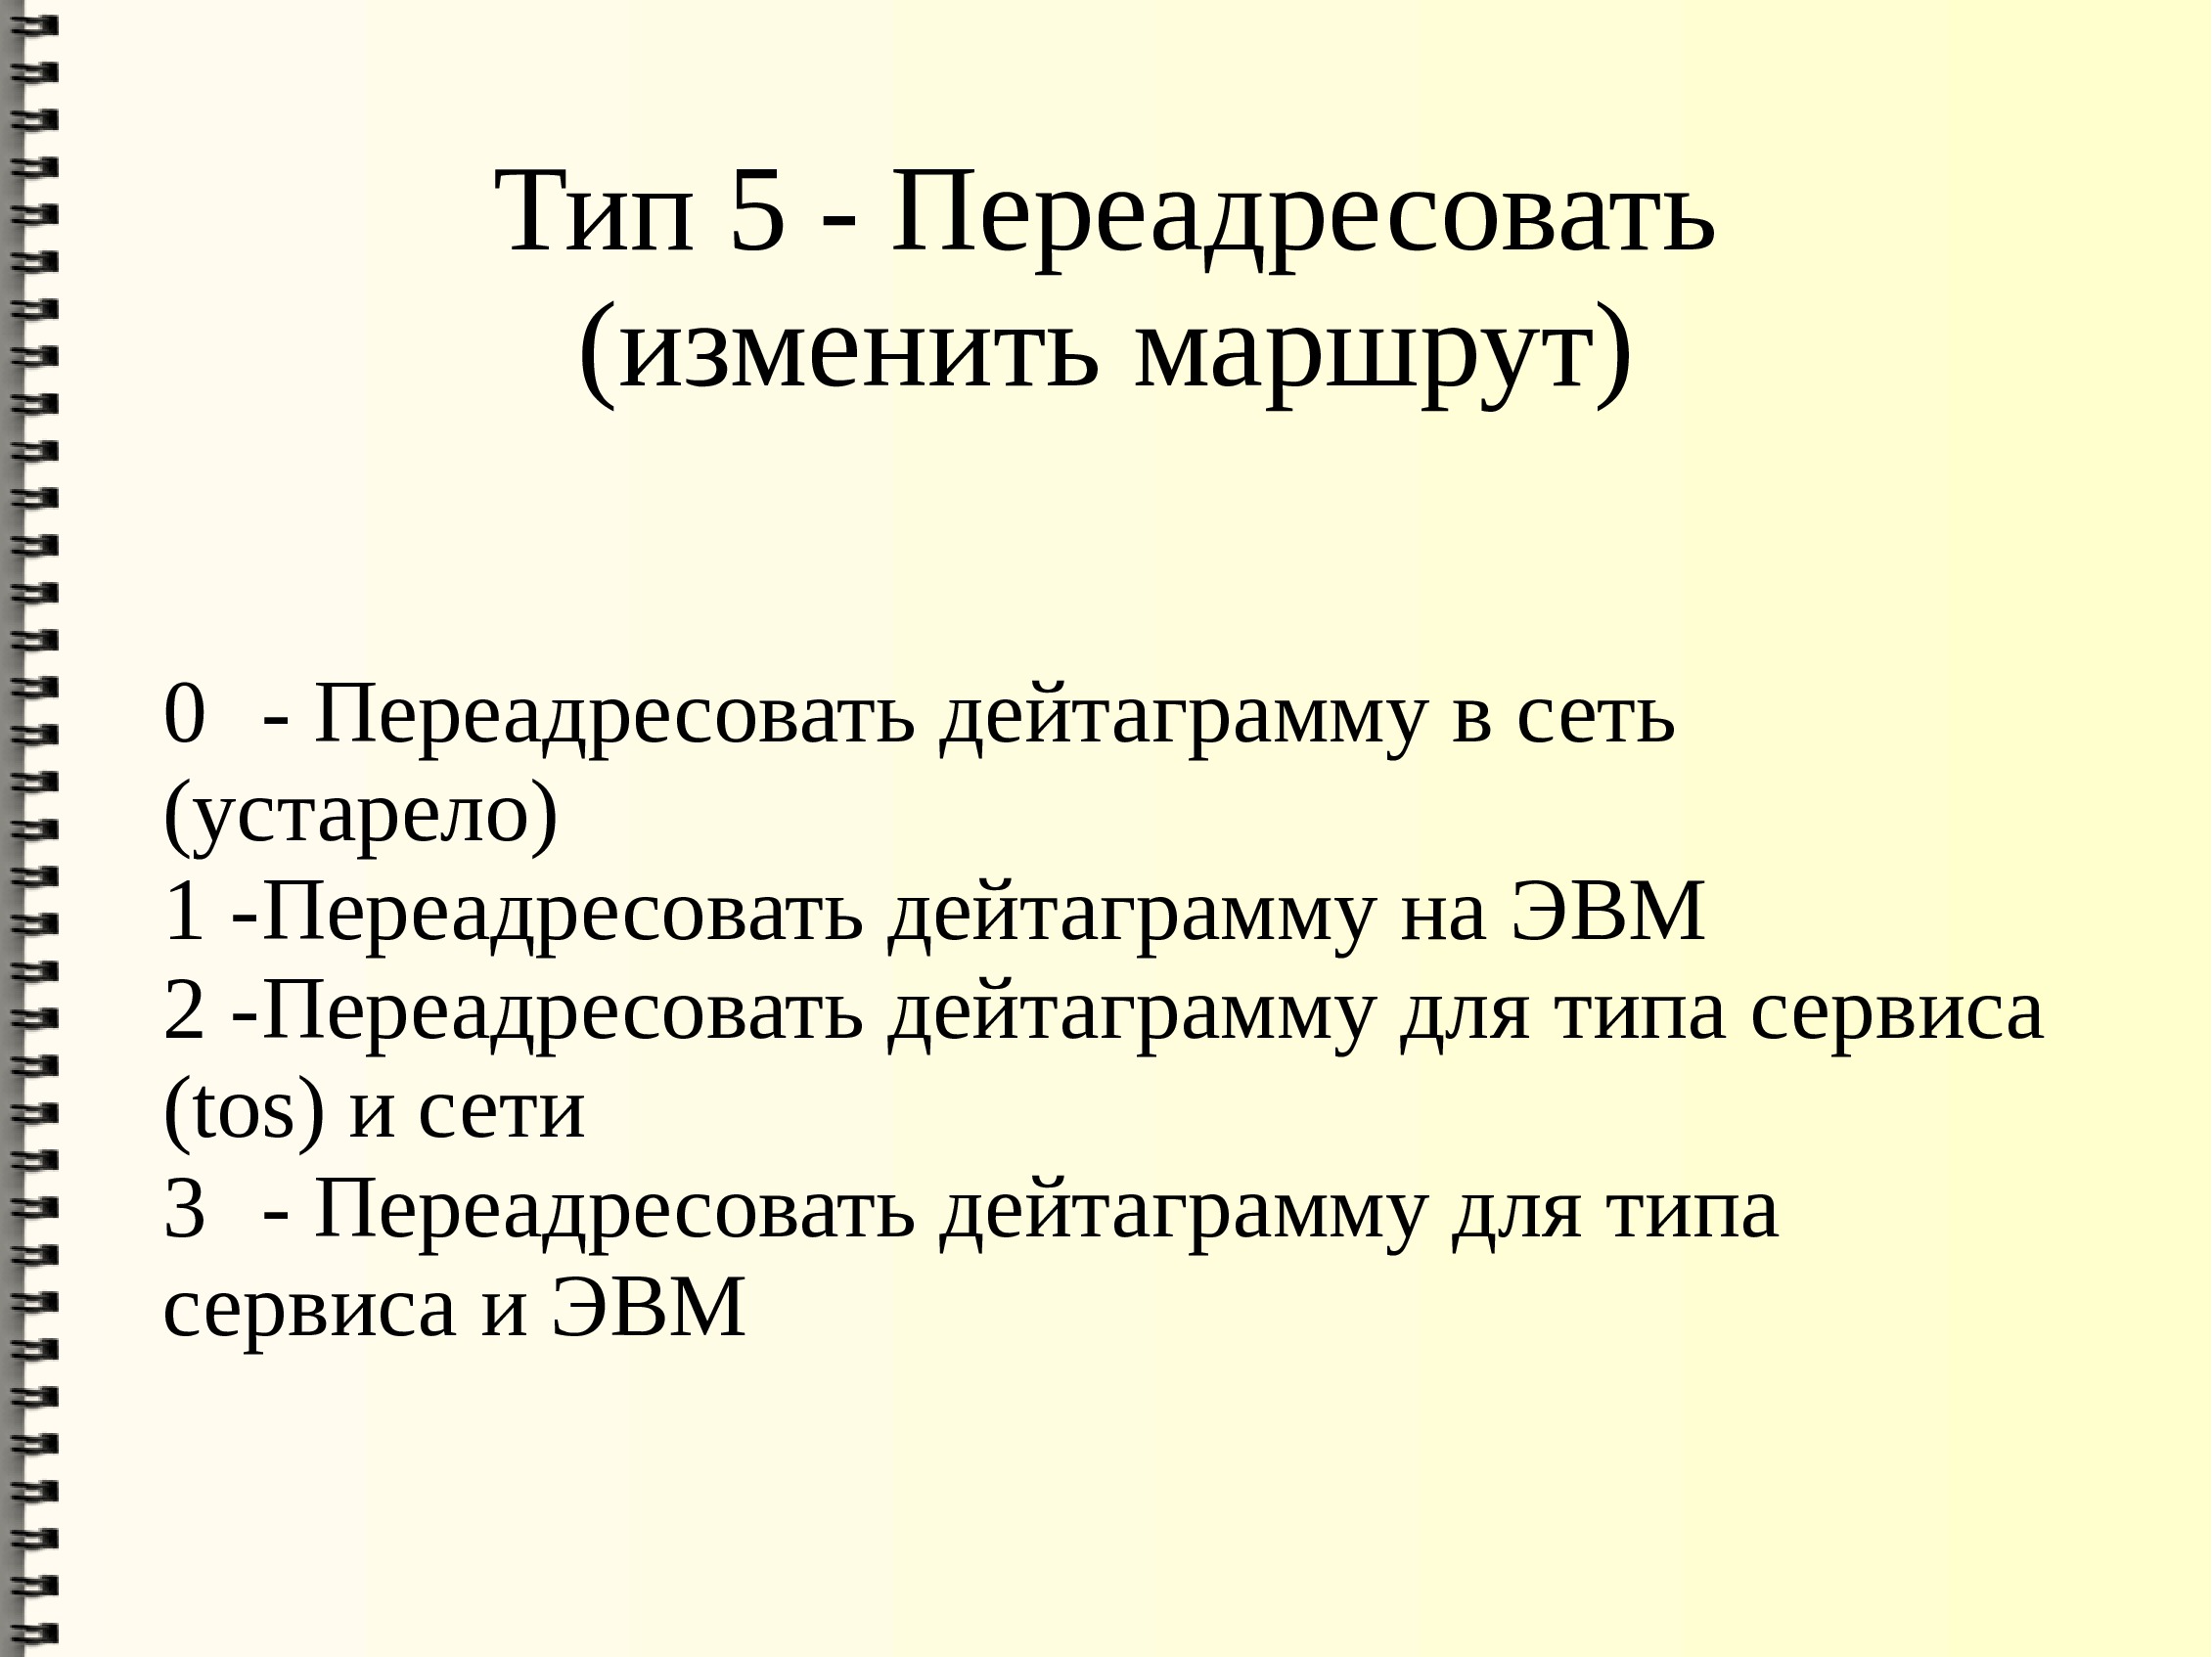 Тип 5 - Переадресовать
(изменить маршрут)
0 - Переадресовать дейтаграмму в сеть
(устарело)
1 -Переадресовать дейтаграмму на ЭВМ
2 -Переадресовать дейтаграмму для типа сервиса
(tos) и сети
3 - Переадресовать дейтаграмму для типа
сервиса и ЭВМ